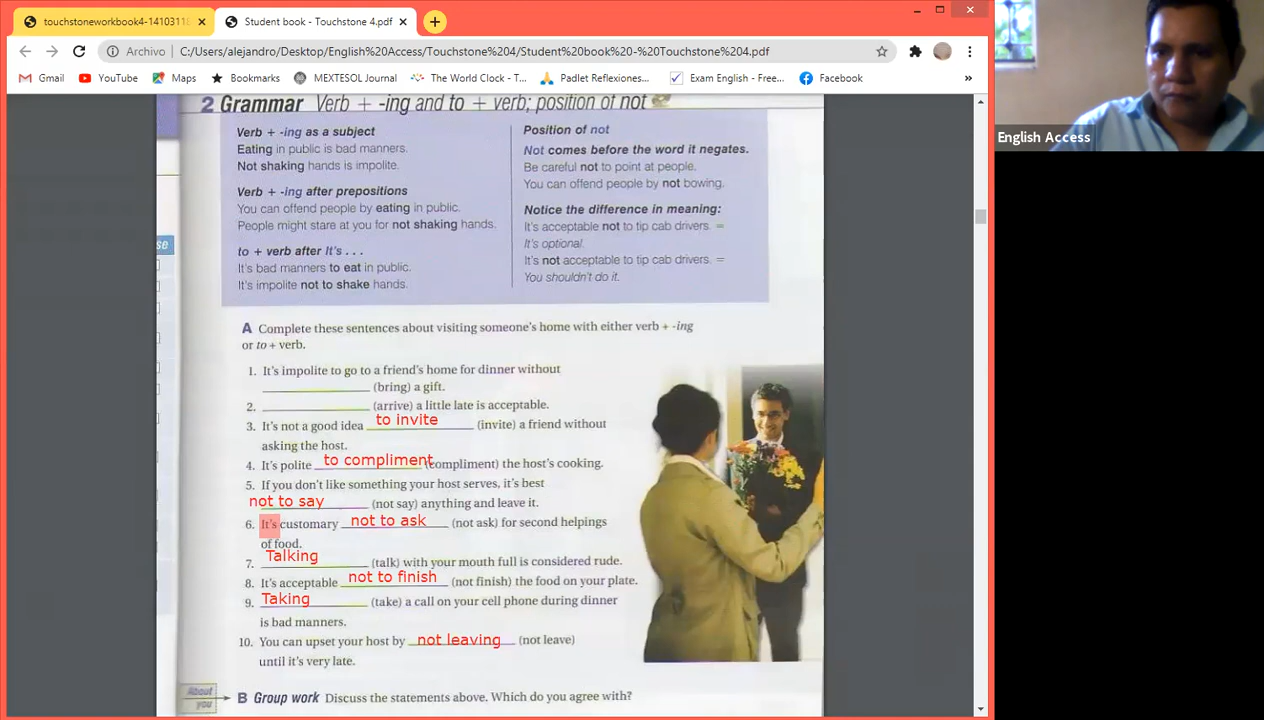 touchstoneworkbook4-14103118
Student book - Touchstone 4.pdf
Archivo
C:/Users/alejandro/Desktop/English%20Access/Touchstone%204/Student%20book%20-%20Touchstone%204.pdf
Gmail YouTube Maps Bookmarks MEXTESOL Journal The World Clock - T... Padlet Reflexiones... Exam English - Free... Facebook »
English Access
2 Grammar Verb + -ing and to + verb; position of not
Verb + -ing as a subject
Eating in public is bad manners.
Not shaking hands is impolite.
Verb + -ing after prepositions
You can offend people by eating in public.
People might stare at you for not shaking hands.
to + verb after It's . . .
It's bad manners to eat in public.
It's impolite not to shake hands.
Position of not
Not comes before the word it negates.
Be careful not to point at people.
You can offend people by not bowing.
Notice the difference in meaning:
It's acceptable not to tip cab drivers. =
It's optional.
It's not acceptable to tip cab drivers. =
You shouldn't do it.
A Complete these sentences about visiting someone's home with either verb + -ing
or to + verb.
1. It's impolite to go to a friend's home for dinner without
____________ (bring) a gift.
2. ____________ (arrive) a little late is acceptable.
3. It's not a good idea to invite (invite) a friend without
asking the host.
4. It's polite to compliment (compliment) the host's cooking.
5. If you don't like something your host serves, it's best
not to say (not say) anything and leave it.
6. It's customary not to ask (not ask) for second helpings
of food.
7. Talking (talk) with your mouth full is considered rude.
8. It's acceptable not to finish (not finish) the food on your plate.
9. Taking (take) a call on your cell phone during dinner
is bad manners.
10. You can upset your host by not leaving (not leave)
until it's very late.
About
you
B Group work Discuss the statements above. Which do you agree with?